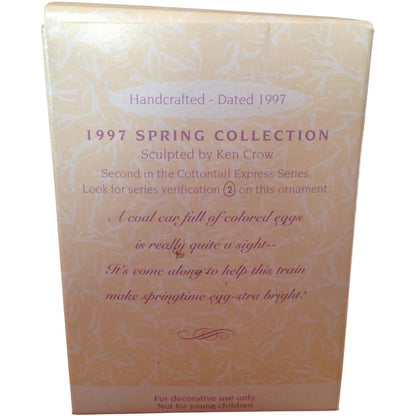 Handcrafted - Dated 1997
1997 SPRING COLLECTION
Sculpted by Ken Crow
Second in the Cottontail Express Series
Look for series verification 2 on this ornament.
A coal car full of colored eggs
is really quite a sight--
It's come along to help this train
make springtime egg-stra bright!
For decorative use only.
Not for young children